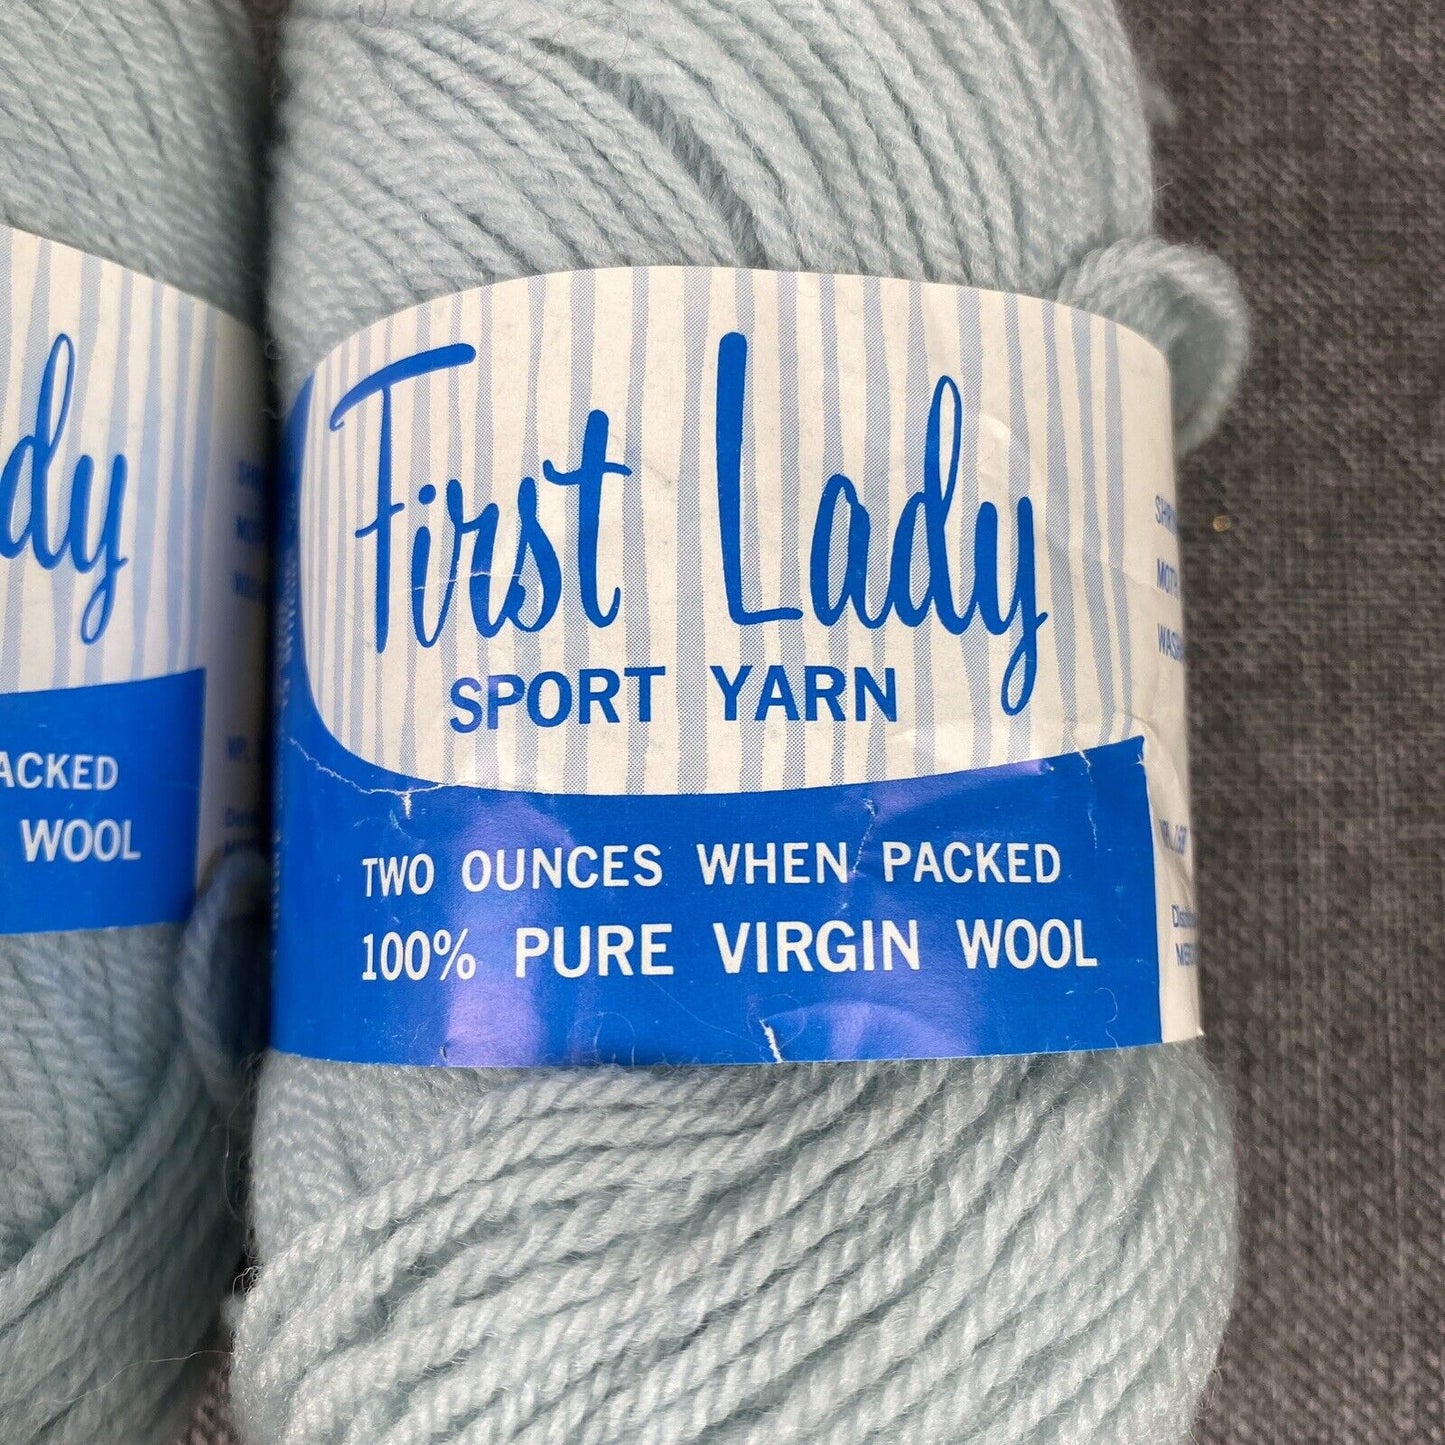 First Lady
SPORT YARN
TWO OUNCES WHEN PACKED
100% PURE VIRGIN WOOL
dy
ACKED
WOOL